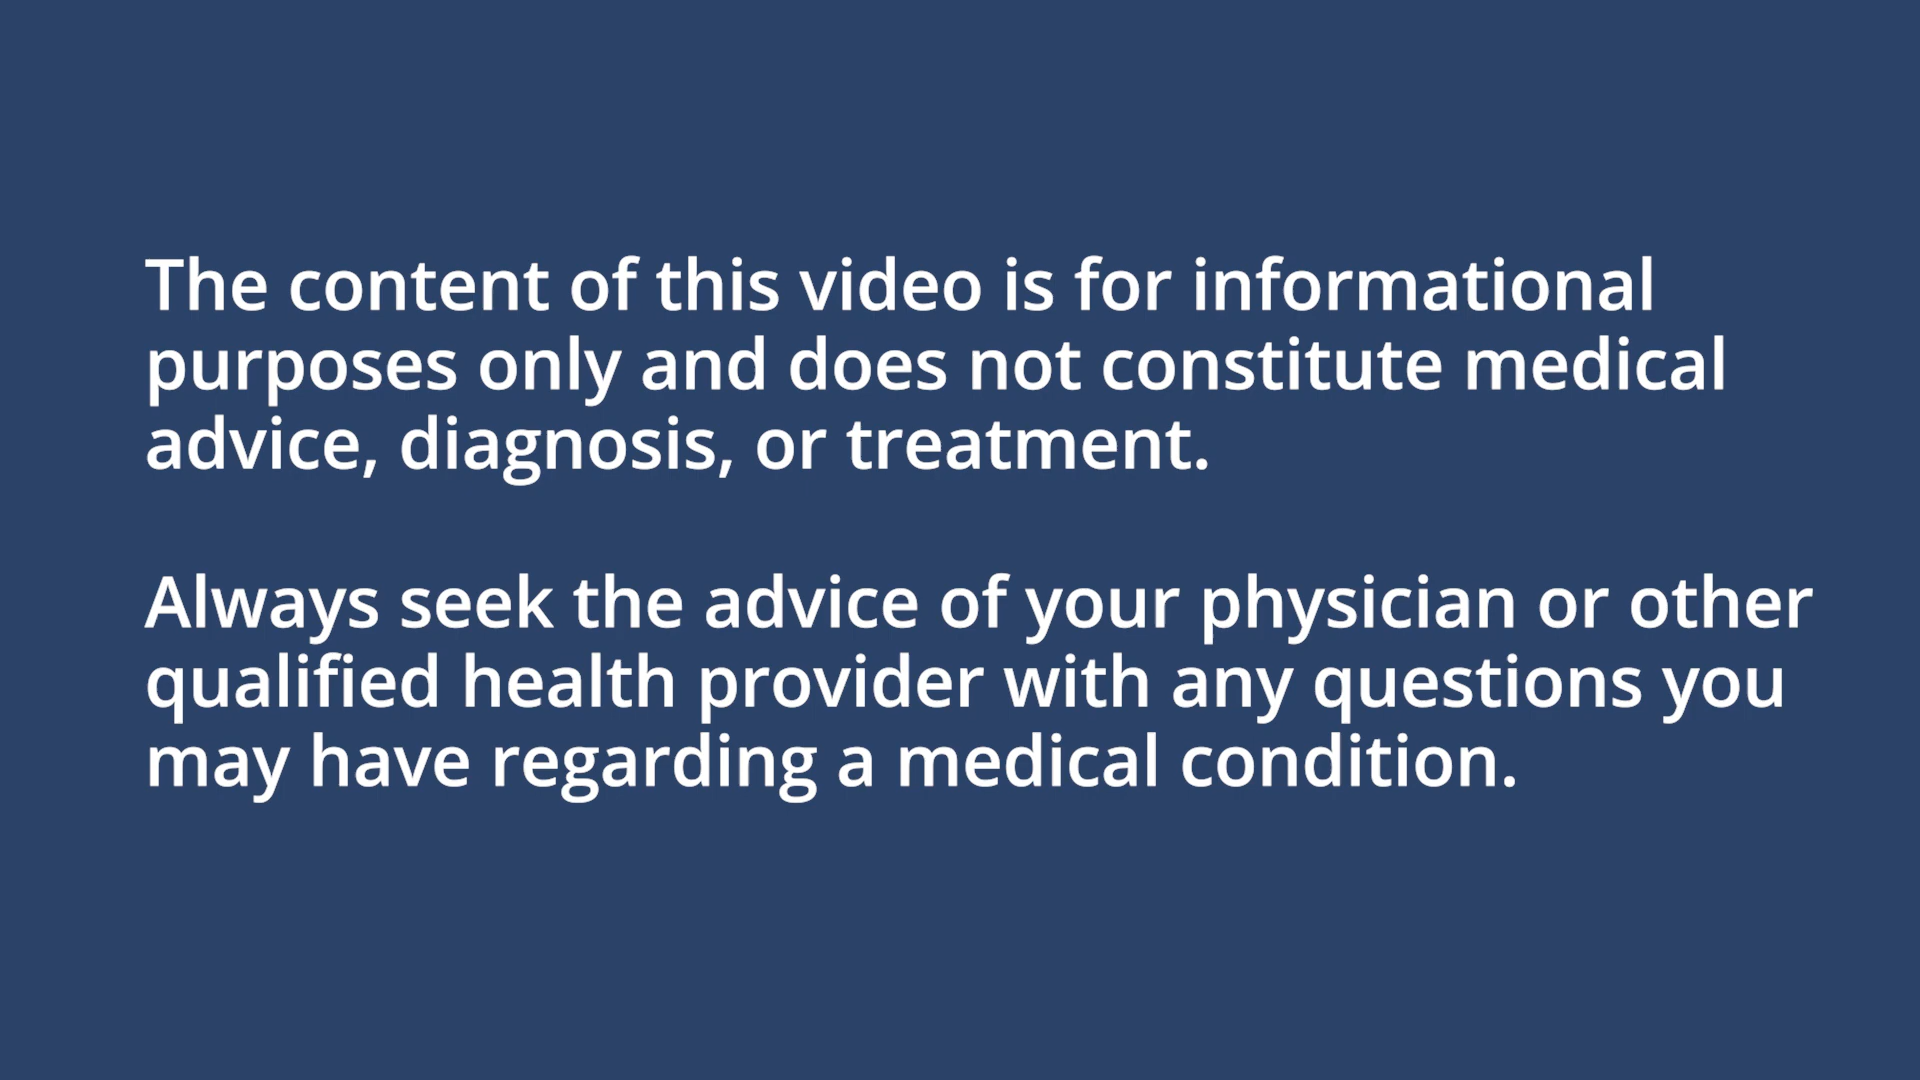 The content of this video is for informational
purposes only and does not constitute medical
advice, diagnosis, or treatment.
Always seek the advice of your physician or other
qualified health provider with any questions you
may have regarding a medical condition.